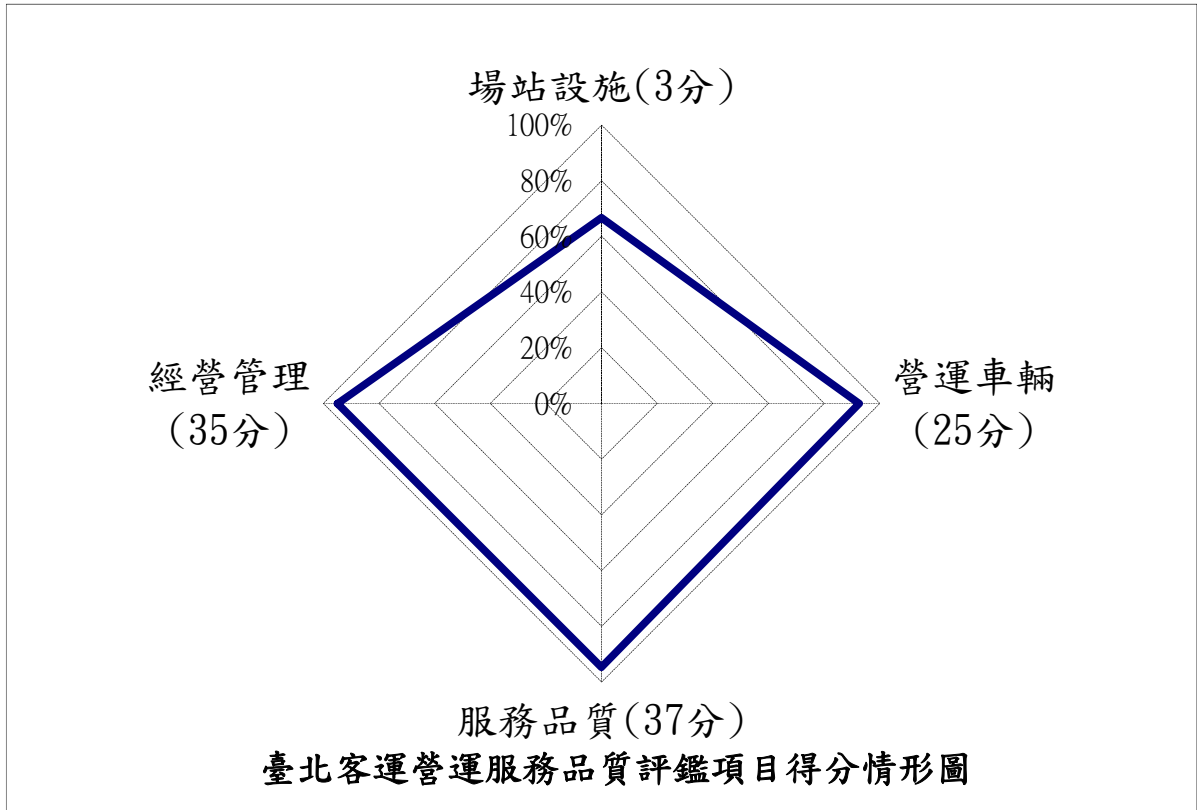 場站設施(3分)
100%
80%
60%
40%
20%
0%
經營管理
(35分)
營運車輛
(25分)
服務品質(37分)
臺北客運營運服務品質評鑑項目得分情形圖